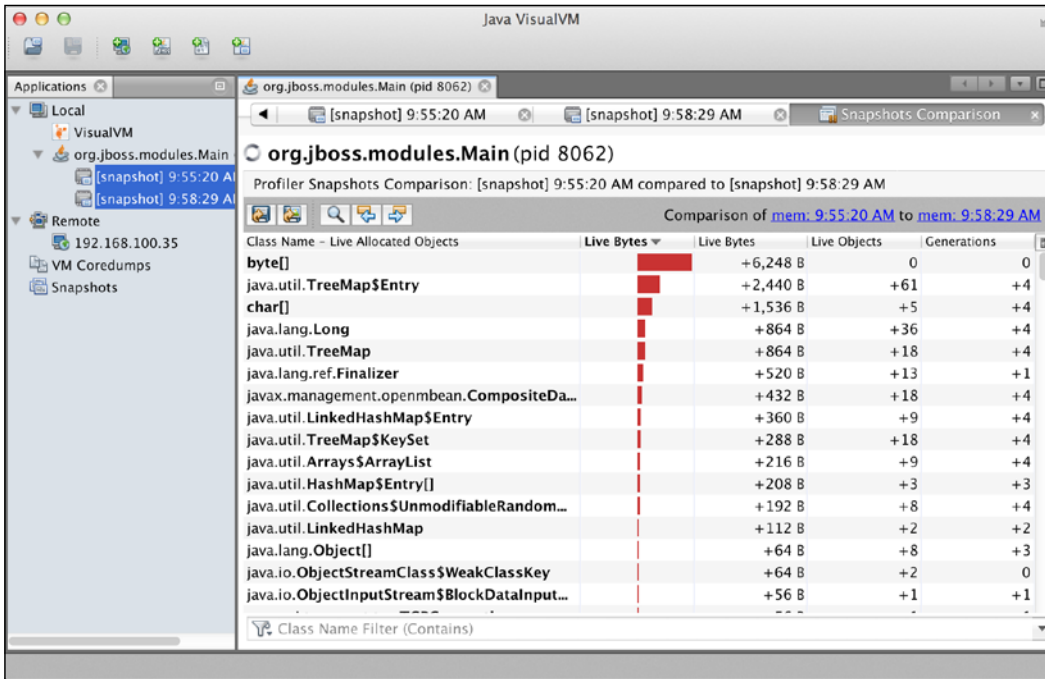 Java VisualVM
Applications
Local
VisualVM
org.jboss.modules.Main
[snapshot] 9:55:20 A
[snapshot] 9:58:29 A
Remote
192.168.100.35
VM Coredumps
Snapshots
org.jboss.modules.Main (pid 8062)
[snapshot] 9:55:20 AM [snapshot] 9:58:29 AM Snapshots Comparison
org.jboss.modules.Main (pid 8062)
Profiler Snapshots Comparison: [snapshot] 9:55:20 AM compared to [snapshot] 9:58:29 AM
Comparison of mem: 9:55:20 AM to mem: 9:58:29 AM
Class Name - Live Allocated Objects Live Bytes Live Bytes Live Objects Generations
byte[] +6,248 B 0 0
java.util.TreeMap$Entry +2,440 B +61 +4
char[] +1,536 B +5 +4
java.lang.Long +864 B +36 +4
java.util.TreeMap +864 B +18 +4
java.lang.ref.Finalizer +520 B +13 +1
javax.management.openmbean.CompositeDa... +432 B +18 +4
java.util.LinkedHashMap$Entry +360 B +9 +4
java.util.TreeMap$KeySet +288 B +18 +4
java.util.Arrays$ArrayList +216 B +9 +4
java.util.HashMap$Entry[] +208 B +3 +3
java.util.Collections$UnmodifiableRandom... +192 B +8 +4
java.util.LinkedHashMap +112 B +2 +2
java.lang.Object[] +64 B +8 +3
java.io.ObjectStreamClass$WeakClassKey +64 B +2 0
java.io.ObjectInputStream$BlockDataInput... +56 B +1 +1
Class Name Filter (Contains)